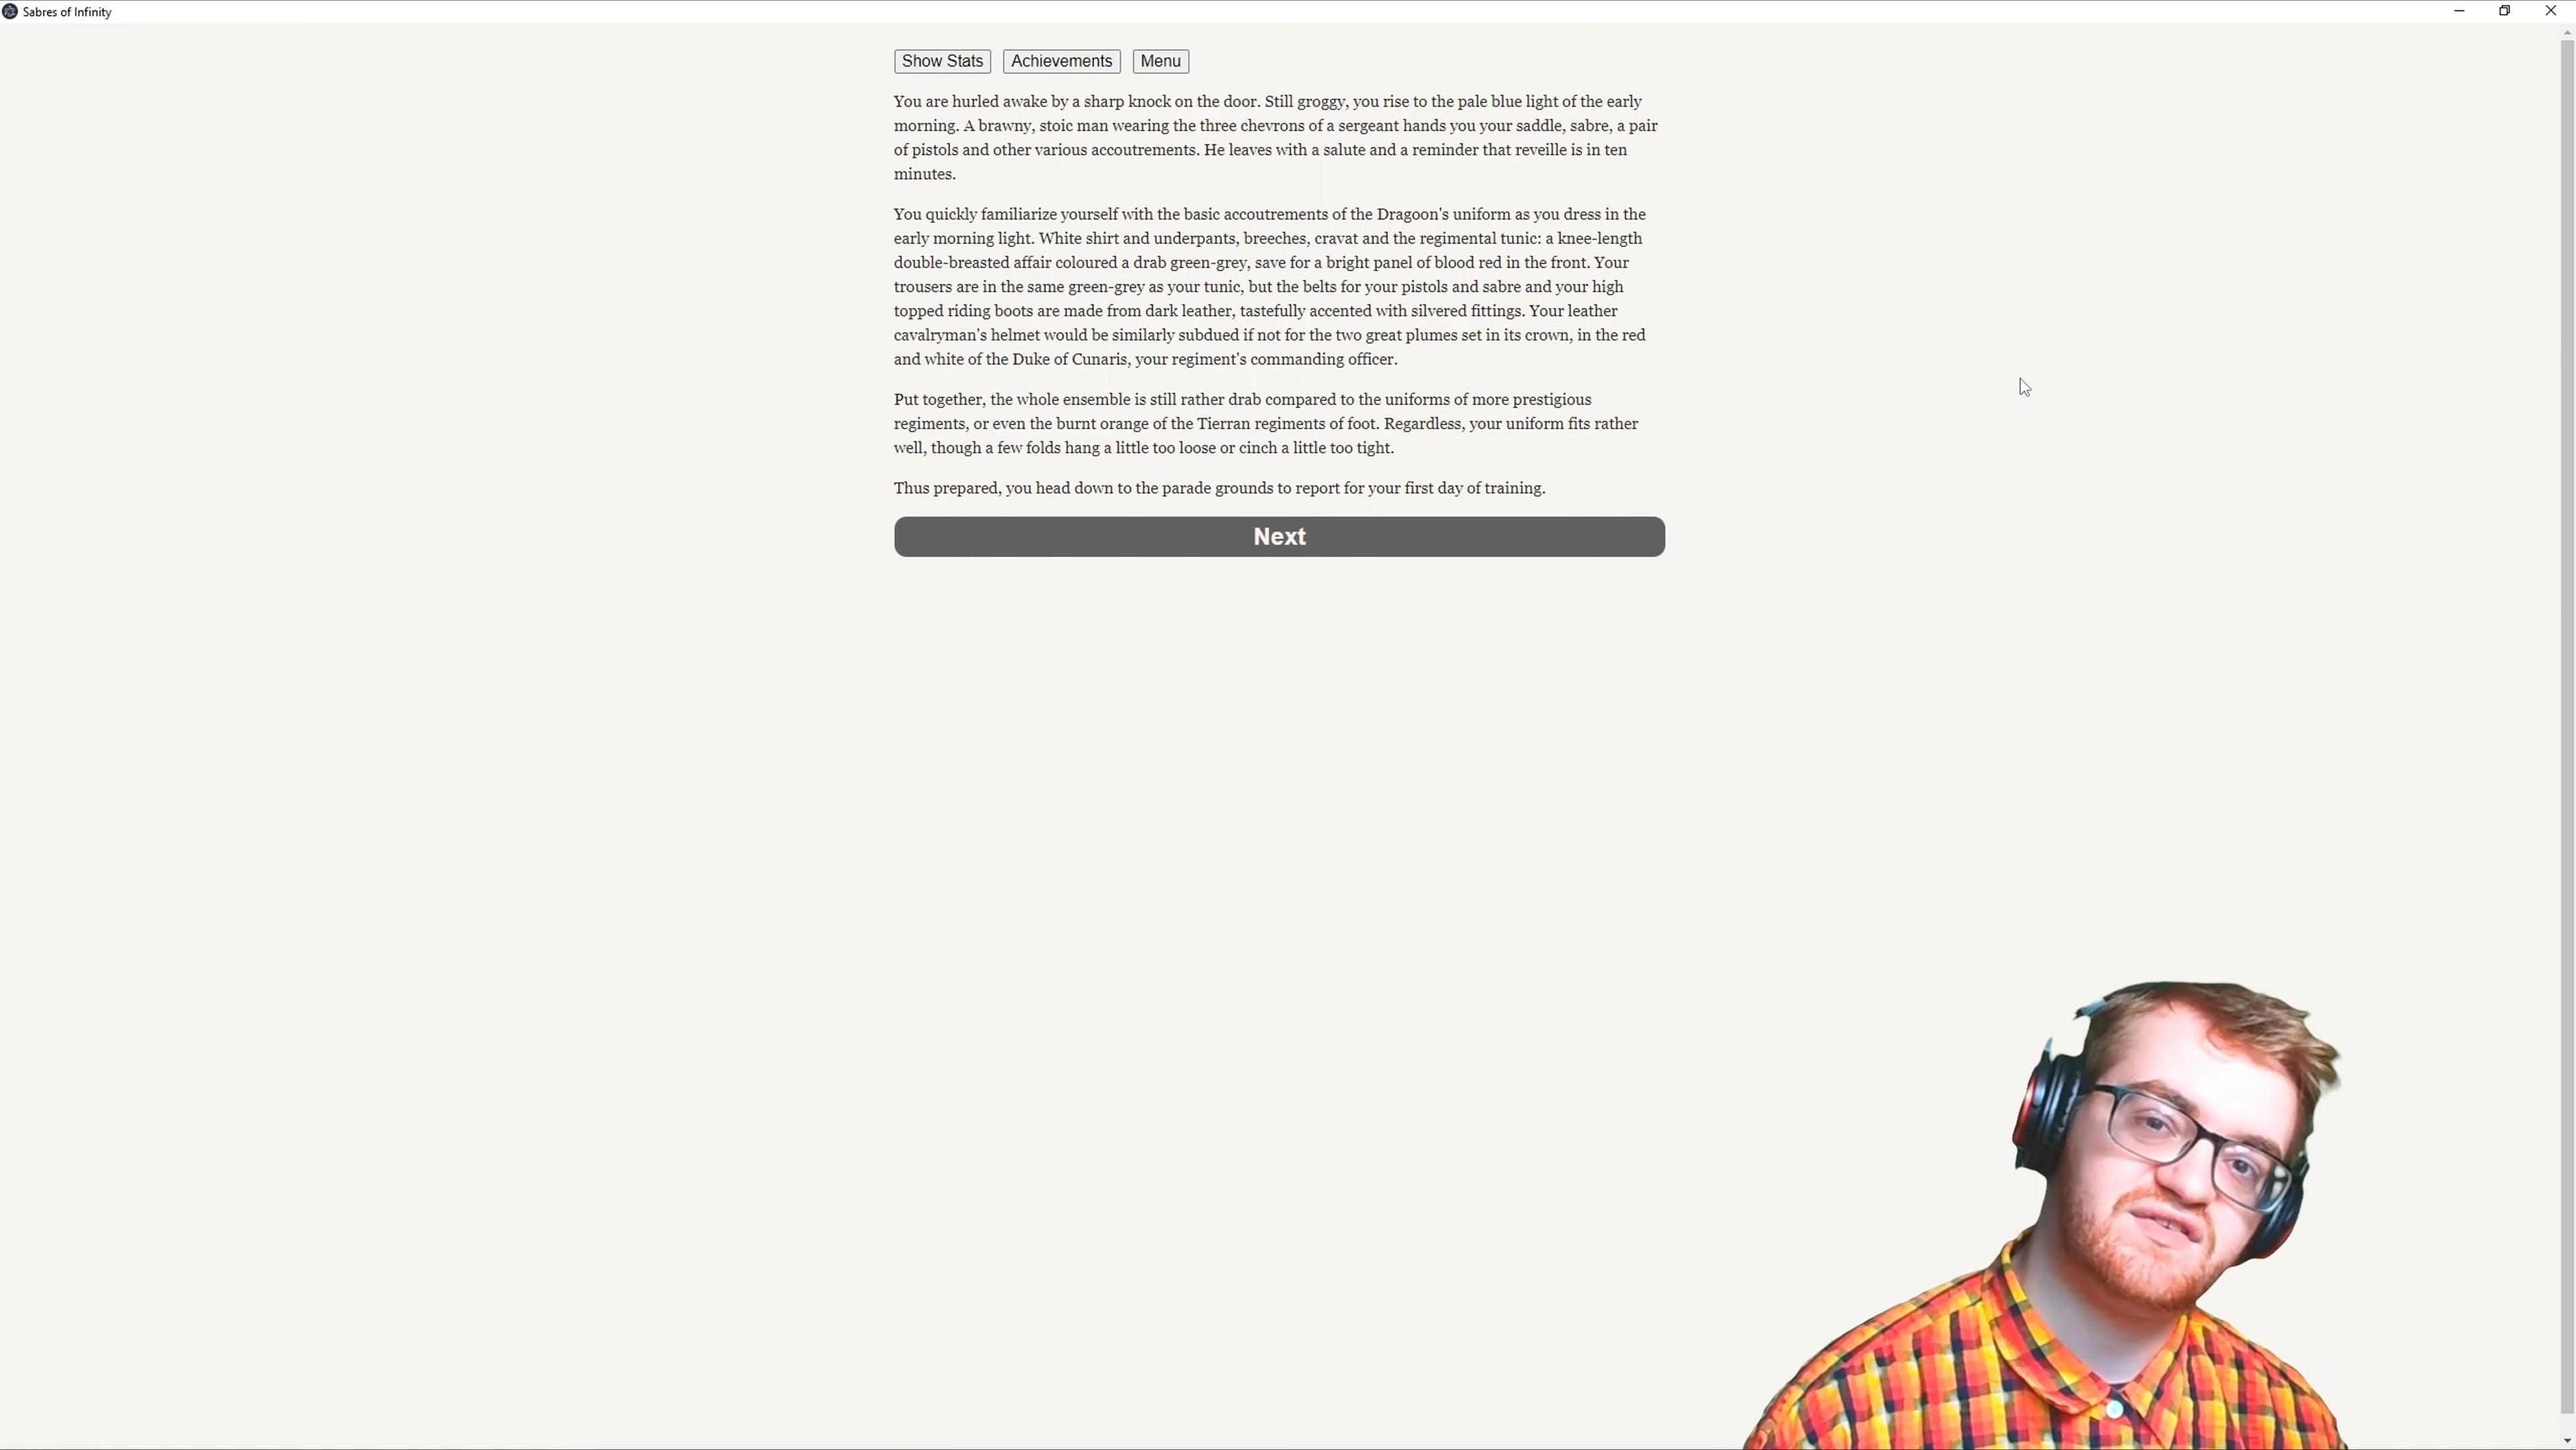 Sabres of Infinity
Show Stats Achievements Menu
You are hurled awake by a sharp knock on the door. Still groggy, you rise to the pale blue light of the early
morning. A brawny, stoic man wearing the three chevrons of a sergeant hands you your saddle, sabre, a pair
of pistols and other various accoutrements. He leaves with a salute and a reminder that reveille is in ten
minutes.
You quickly familiarize yourself with the basic accoutrements of the Dragoon's uniform as you dress in the
early morning light. White shirt and underpants, breeches, cravat and the regimental tunic: a knee-length
double-breasted affair coloured a drab green-grey, save for a bright panel of blood red in the front. Your
trousers are in the same green-grey as your tunic, but the belts for your pistols and sabre and your high
topped riding boots are made from dark leather, tastefully accented with silvered fittings. Your leather
cavalryman's helmet would be similarly subdued if not for the two great plumes set in its crown, in the red
and white of the Duke of Cunaris, your regiment's commanding officer.
Put together, the whole ensemble is still rather drab compared to the uniforms of more prestigious
regiments, or even the burnt orange of the Tierran regiments of foot. Regardless, your uniform fits rather
well, though a few folds hang a little too loose or cinch a little too tight.
Thus prepared, you head down to the parade grounds to report for your first day of training.
Next